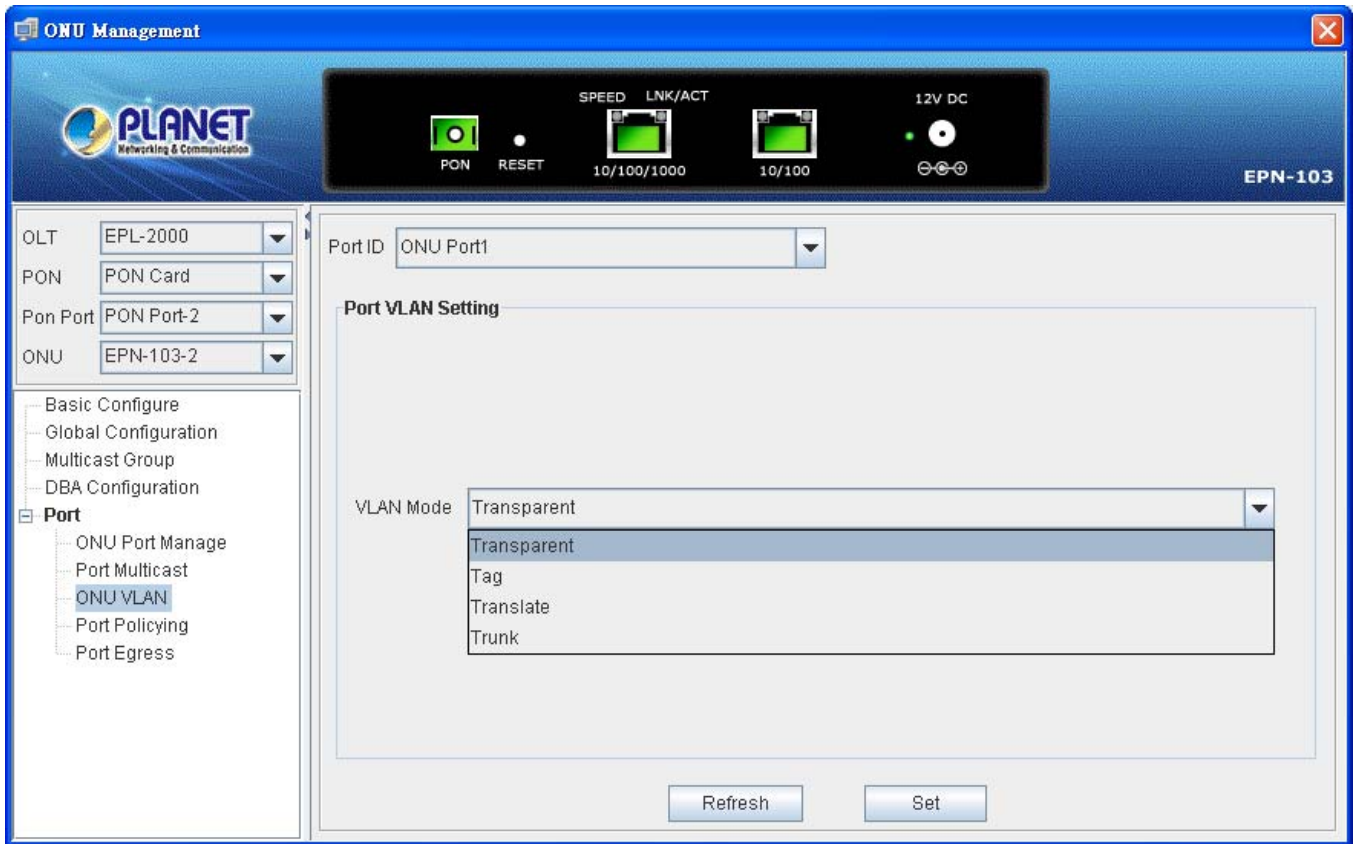 ONU Management
PLANET
Networking & Communication
SPEED LNK/ACT
12V DC
PON RESET 10/100/1000 10/100
EPN-103
OLT EPL-2000
PON PON Card
Pon Port PON Port-2
ONU EPN-103-2
Basic Configure
Global Configuration
Multicast Group
DBA Configuration
Port
ONU Port Manage
Port Multicast
ONU VLAN
Port Policying
Port Egress
Port ID ONU Port1
Port VLAN Setting
VLAN Mode Transparent
Transparent
Tag
Translate
Trunk
Refresh Set